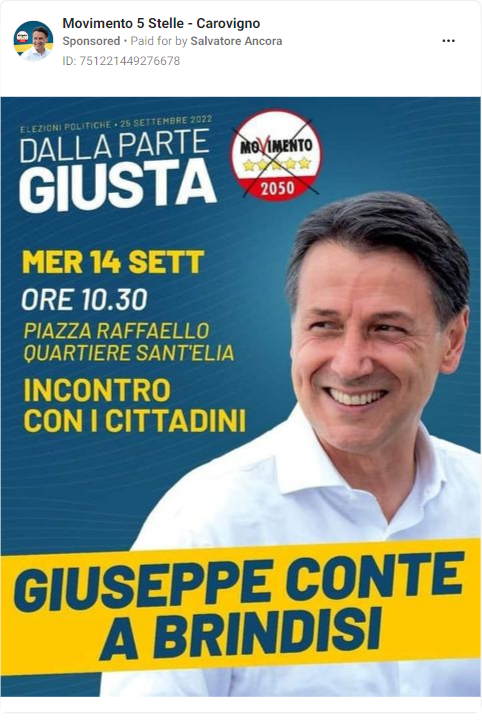 Movimento 5 Stelle - Carovigno
Sponsored • Paid for by Salvatore Ancora
ID: 751221449276678
ELEZIONI POLITICHE • 25 SETTEMBRE 2022
DALLA PARTE
GIUSTA
MOVIMENTO
2050
MER 14 SETT
ORE 10.30
PIAZZA RAFFAELLO
QUARTIERE SANT'ELIA
INCONTRO
CON I CITTADINI
GIUSEPPE CONTE
A BRINDISI